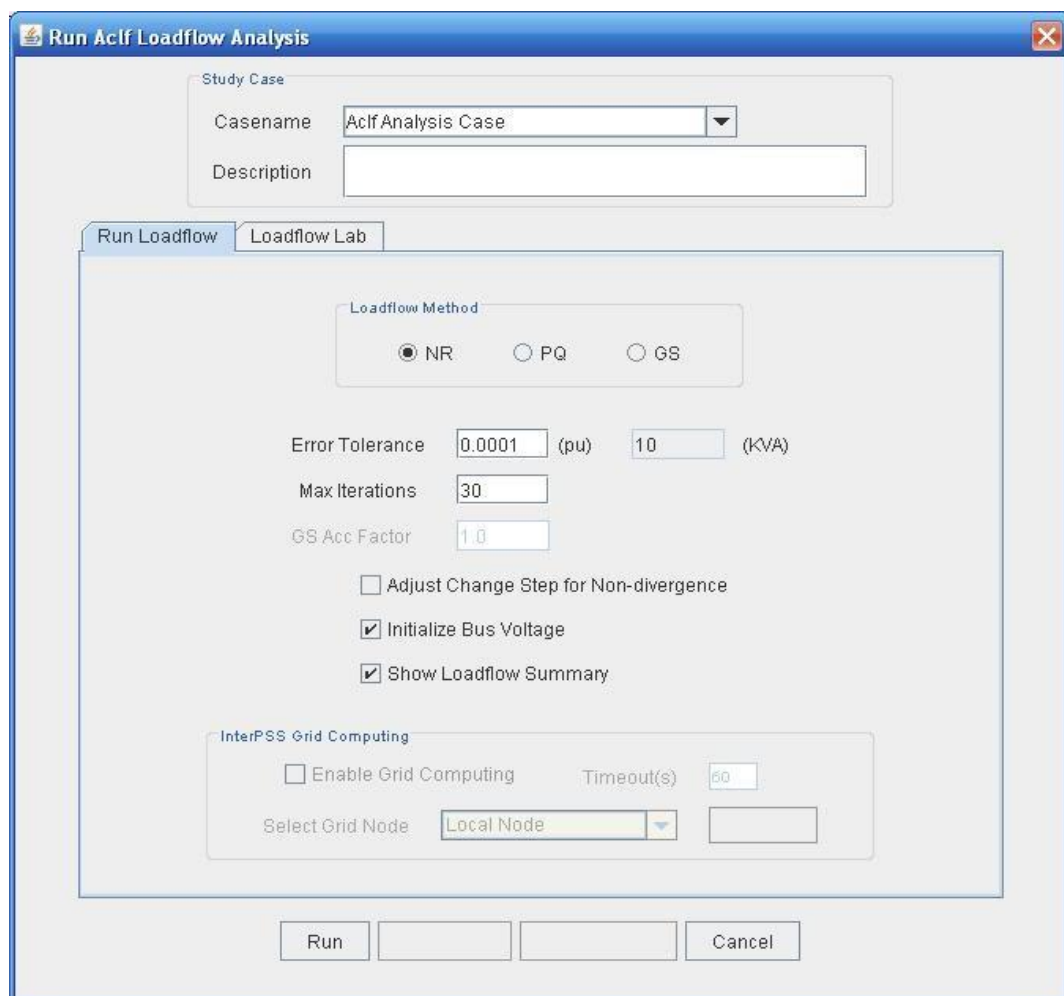 Run Aclf Loadflow Analysis
Study Case
Casename Aclf Analysis Case
Description
Run Loadflow Loadflow Lab
Loadflow Method
NR PQ GS
Error Tolerance 0.0001 (pu) 10 (KVA)
Max Iterations 30
GS Acc Factor 1.0
Adjust Change Step for Non-divergence
Initialize Bus Voltage
Show Loadflow Summary
InterPSS Grid Computing
Enable Grid Computing Timeout(s) 60
Select Grid Node Local Node
Run Cancel